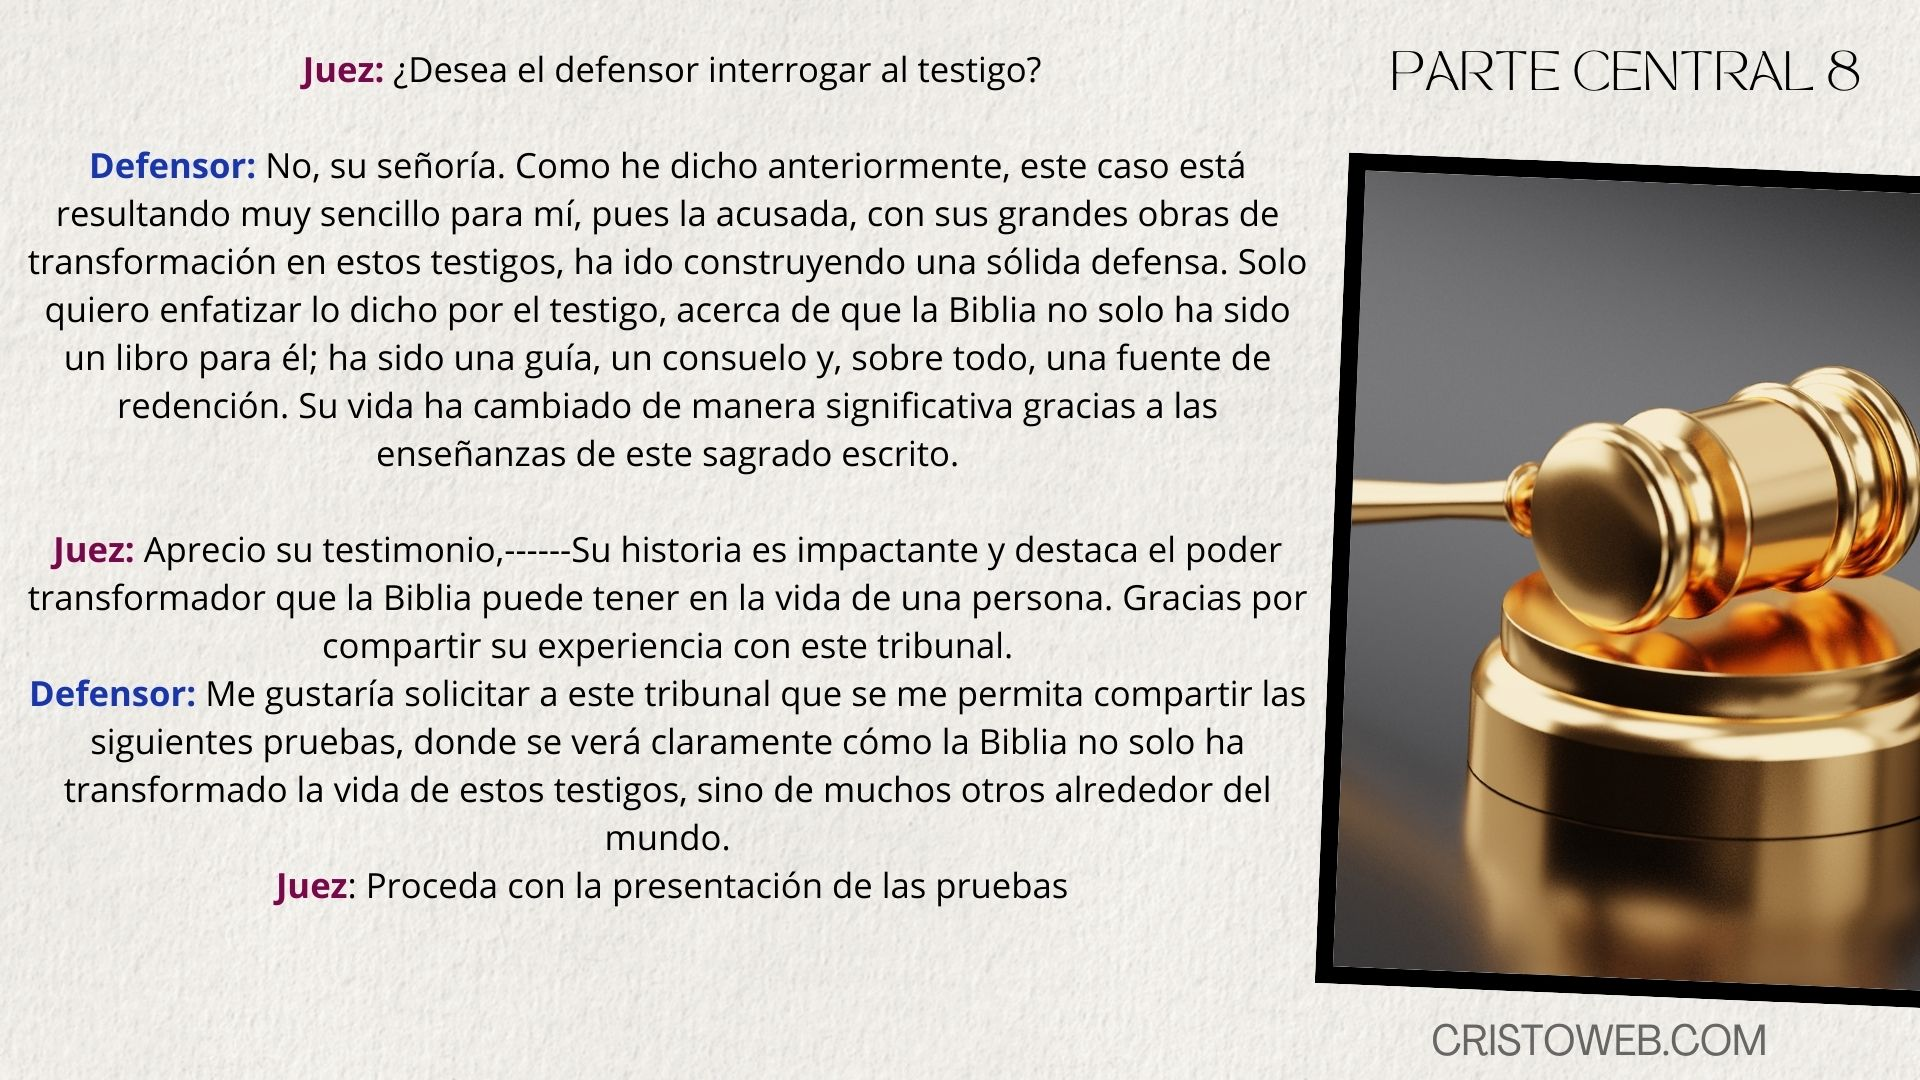 PARTE CENTRAL 8
Juez: ¿Desea el defensor interrogar al testigo?
Defensor: No, su señoría. Como he dicho anteriormente, este caso está
resultando muy sencillo para mí, pues la acusada, con sus grandes obras de
transformación en estos testigos, ha ido construyendo una sólida defensa. Solo
quiero enfatizar lo dicho por el testigo, acerca de que la Biblia no solo ha sido
un libro para él; ha sido una guía, un consuelo y, sobre todo, una fuente de
redención. Su vida ha cambiado de manera significativa gracias a las
enseñanzas de este sagrado escrito.
Juez: Aprecio su testimonio,------Su historia es impactante y destaca el poder
transformador que la Biblia puede tener en la vida de una persona. Gracias por
compartir su experiencia con este tribunal.
Defensor: Me gustaría solicitar a este tribunal que se me permita compartir las
siguientes pruebas, donde se verá claramente cómo la Biblia no solo ha
transformado la vida de estos testigos, sino de muchos otros alrededor del
mundo.
Juez: Proceda con la presentación de las pruebas
CRISTOWEB.COM